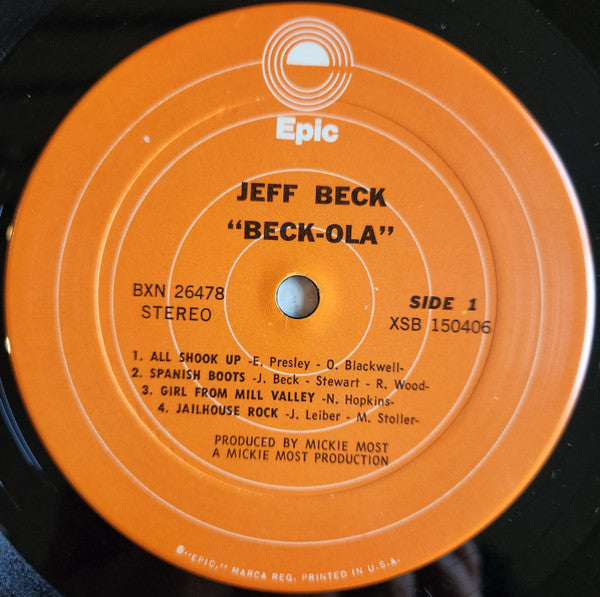 Epic
JEFF BECK
"BECK-OLA"
BXN 26478
STEREO
SIDE 1
XSB 150406
1. ALL SHOOK UP -E. Presley - O. Blackwell-
2. SPANISH BOOTS -J. Beck - Stewart - R. Wood-
3. GIRL FROM MILL VALLEY -N. Hopkins-
4. JAILHOUSE ROCK -J. Leiber - M. Stoller-
PRODUCED BY MICKIE MOST
A MICKIE MOST PRODUCTION
®"EPIC," MARCA REG. PRINTED IN U.S.A.